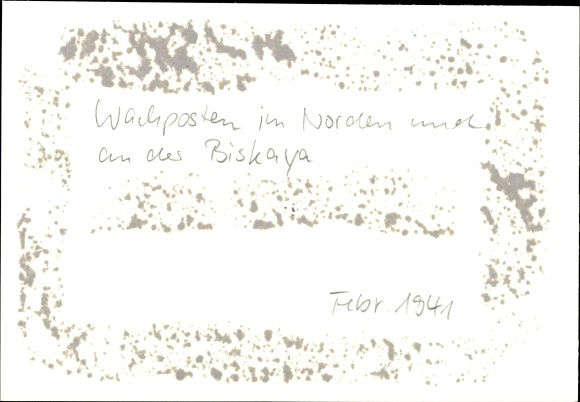 Wachposten im Norden und
an der Biskaya
Febr. 1941